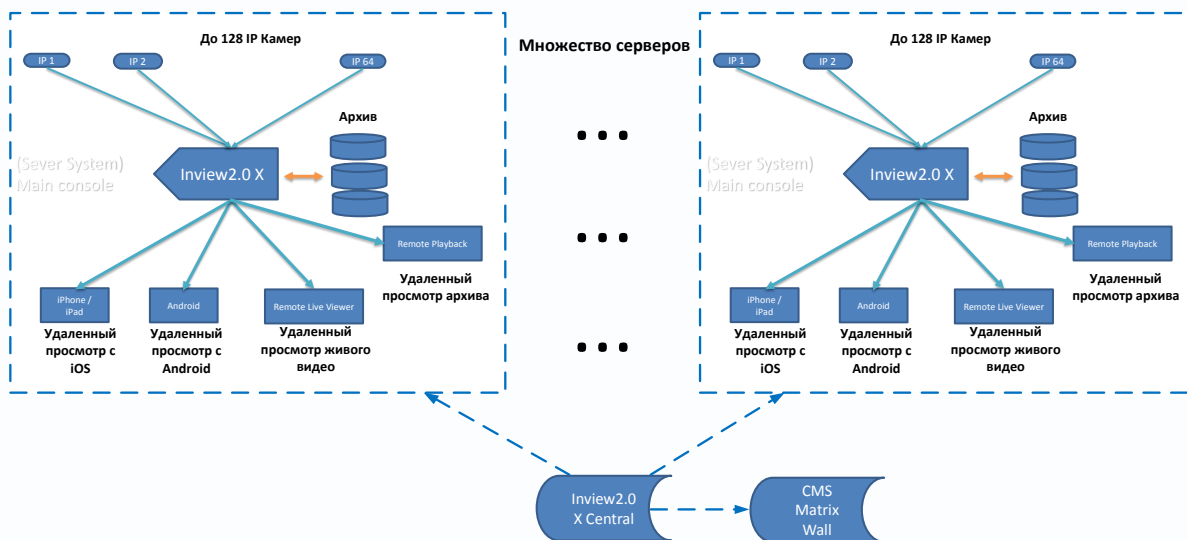 До 128 IP Камер
IP 1
IP 2
IP 64
Архив
(Sever System)
Main console
Inview2.0 X
Remote Playback
Удаленный
просмотр архива
iPhone /
iPad
Android
Remote Live Viewer
Удаленный
просмотр с
iOS
Удаленный
просмотр с
Android
Удаленный
просмотр живого
видео
Множество серверов
...
...
...
До 128 IP Камер
IP 1
IP 2
IP 64
Архив
(Sever System)
Main console
Inview2.0 X
Remote Playback
Удаленный
просмотр архива
iPhone /
iPad
Android
Remote Live Viewer
Удаленный
просмотр с
iOS
Удаленный
просмотр с
Android
Удаленный
просмотр живого
видео
Inview2.0
X Central
CMS
Matrix
Wall